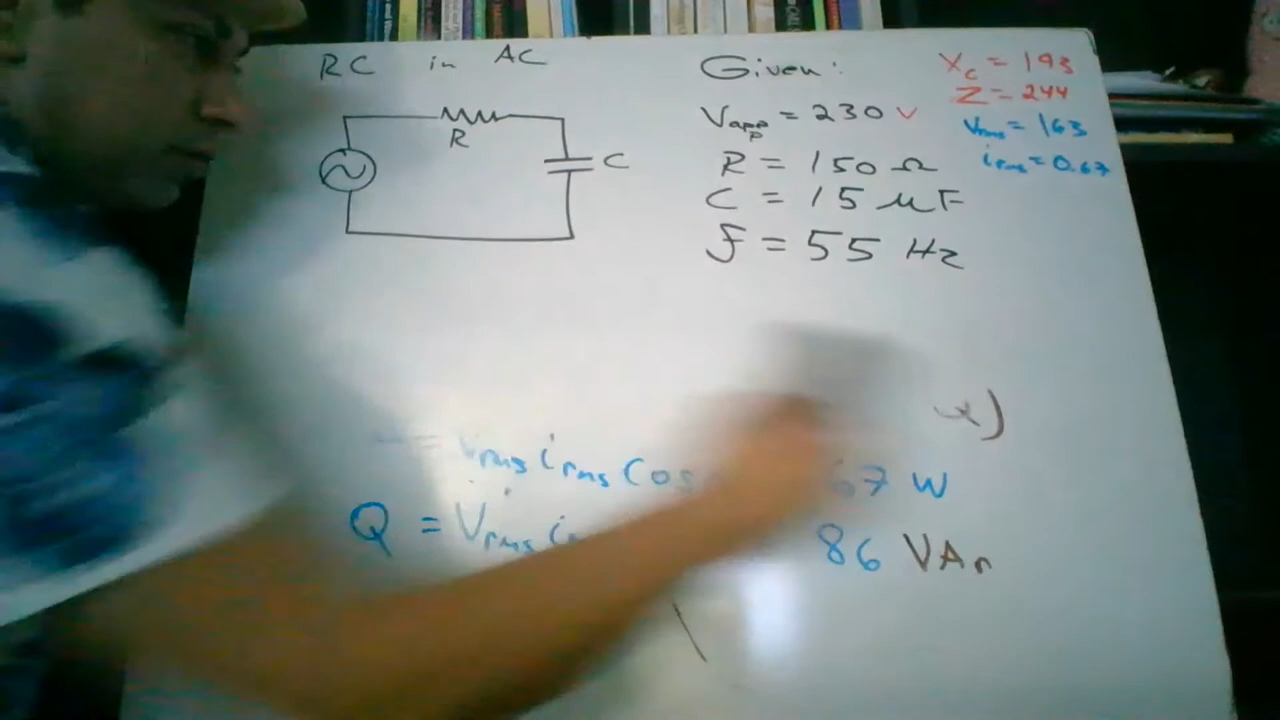 RC in AC
R
C
Given:
Vapp = 230 V
P
R = 150 Ω
C = 15 μF
f = 55 Hz
Xc = 193
Z = 244
Vrms = 163
irms = 0.67
= Vrms irms Cos 67 W
Q = Vrms i 86 VAr